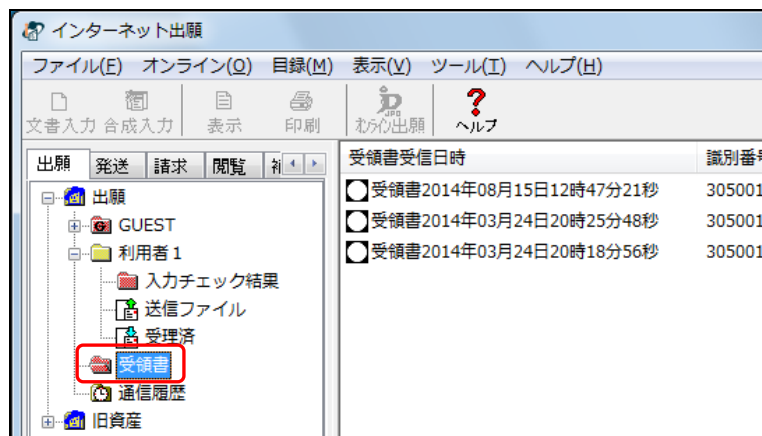 インターネット出願
ファイル(F) オンライン(O) 目録(M) 表示(V) ツール(T) ヘルプ(H)
文書入力 合成入力 表示 印刷 オンライン出願 ヘルプ
出願 発送 請求 閲覧
受領書受信日時 識別番号
出願
受領書2014年08月15日12時47分21秒 305001
GUEST
受領書2014年03月24日20時25分48秒 305001
利用者1
受領書2014年03月24日20時18分56秒 305001
入力チェック結果
送信ファイル
受理済
受領書
通信履歴
旧資産